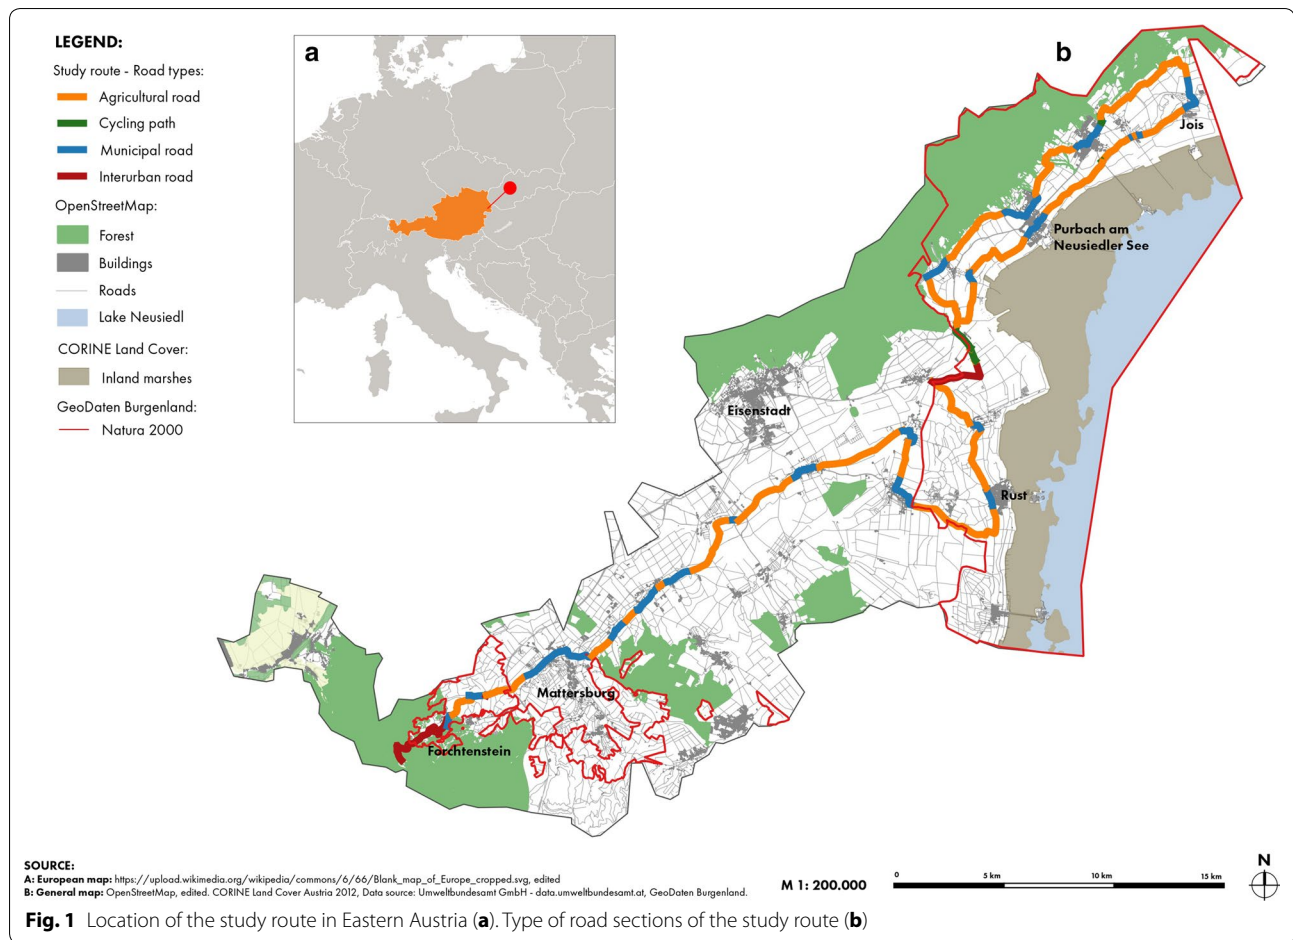 LEGEND:
Study route - Road types:
Agricultural road
Cycling path
Municipal road
Interurban road
OpenStreetMap:
Forest
Buildings
Roads
Lake Neusiedl
CORINE Land Cover:
Inland marshes
GeoDaten Burgenland:
Natura 2000
a
b
Jois
Purbach am
Neusiedler See
Eisenstadt
Rust
Mattersburg
Forchtenstein
SOURCE:
A: European map: https://upload.wikimedia.org/wikipedia/commons/6/66/Blank_map_of_Europe_cropped.svg, edited
B: General map: OpenStreetMap, edited. CORINE Land Cover Austria 2012, Data source: Umweltbundesamt GmbH - data.umweltbundesamt.at, GeoDaten Burgenland.
M 1: 200.000
0 5 km 10 km 15 km
N
Fig. 1 Location of the study route in Eastern Austria (a). Type of road sections of the study route (b)